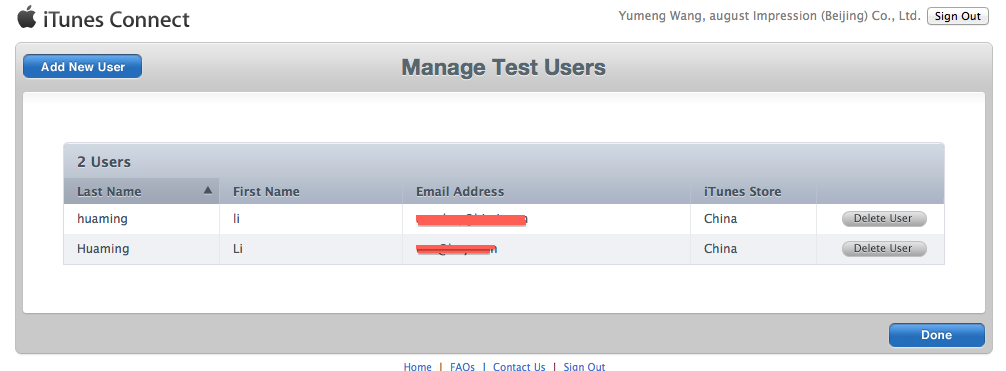 iTunes Connect
Yumeng Wang, august Impression (Beijing) Co., Ltd. Sign Out
Add New User Manage Test Users
2 Users
Last Name First Name Email Address iTunes Store
huaming li China Delete User
Huaming Li China Delete User
Done
Home | FAQs | Contact Us | Sign Out